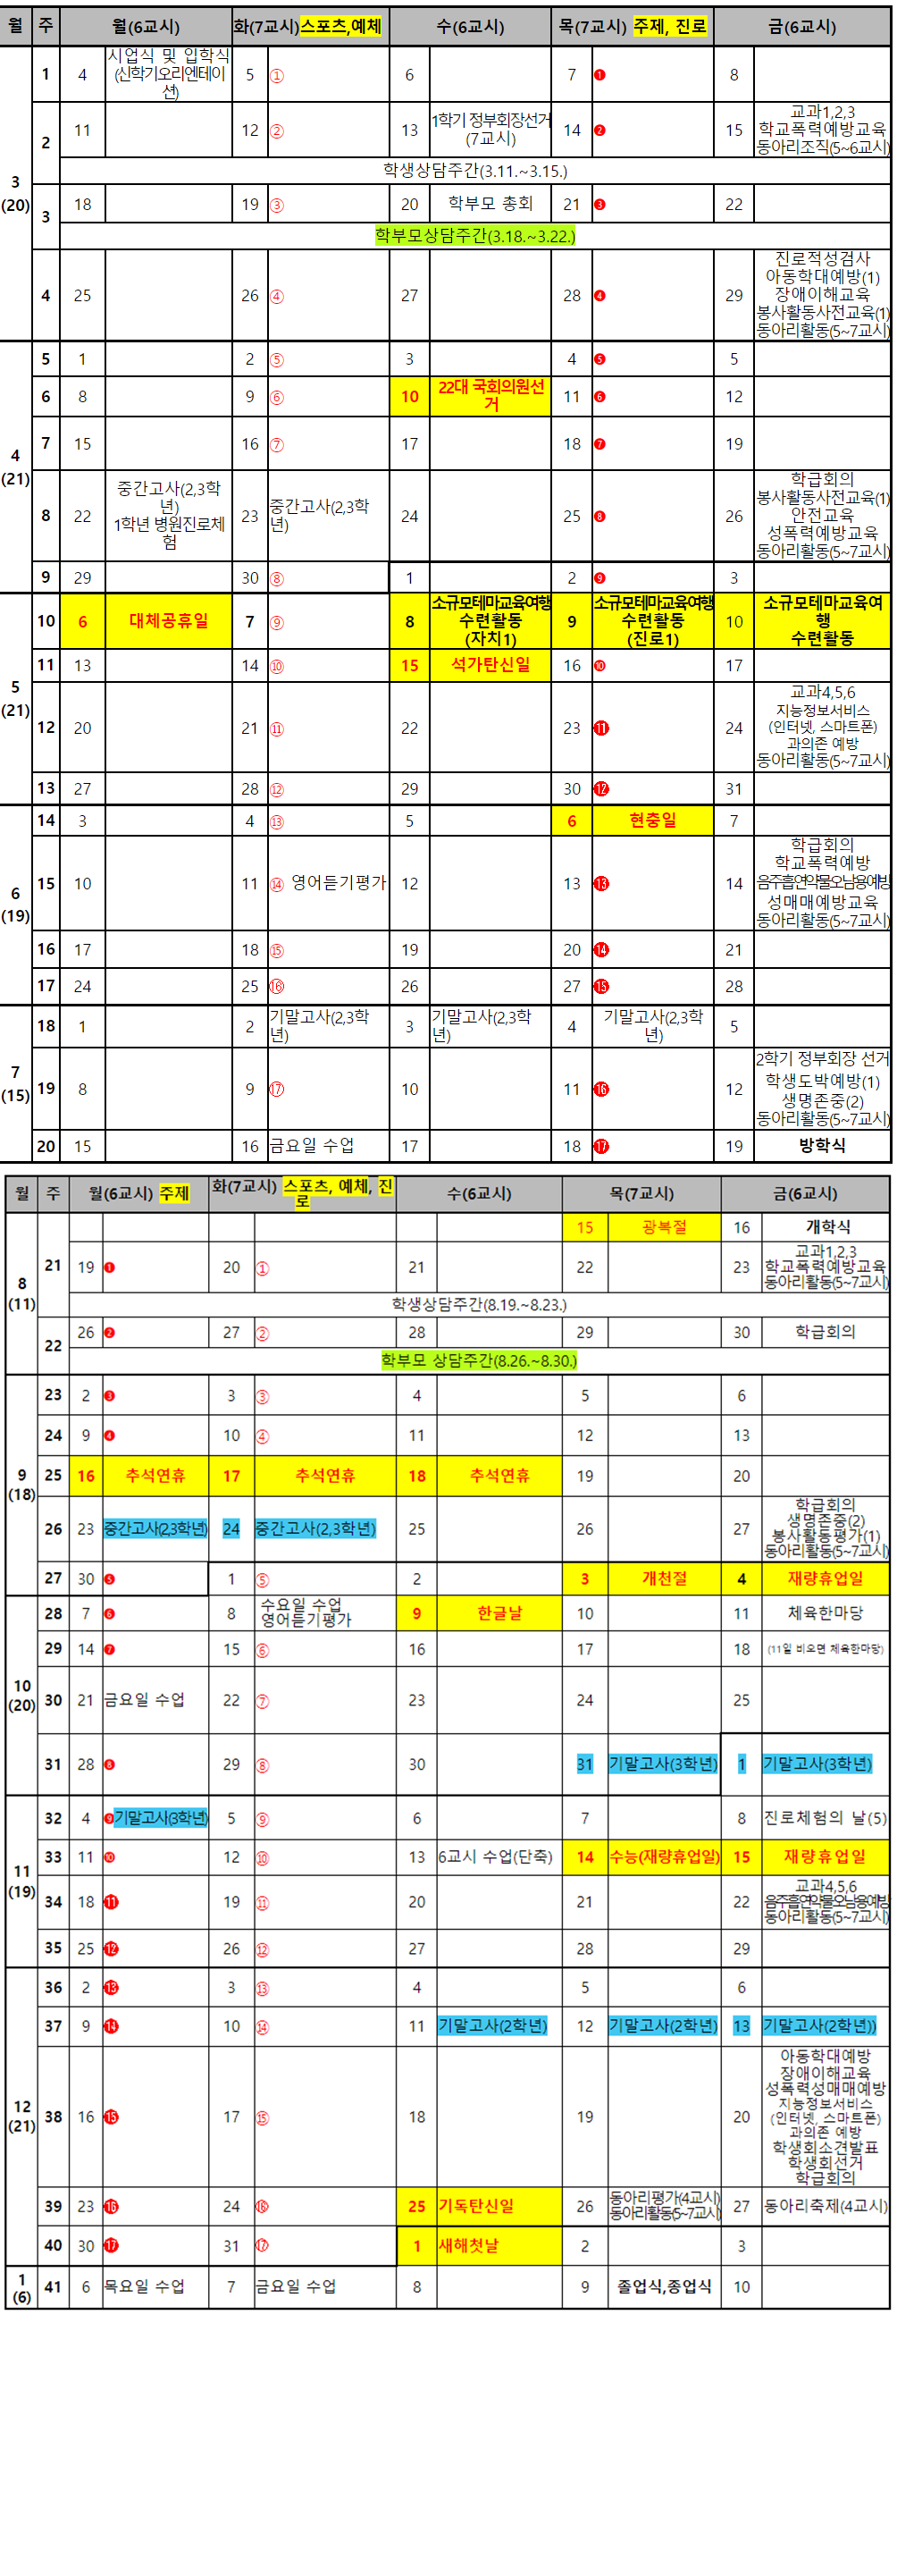 월 주 월(6교시) 화(7교시)스포츠,예체 수(6교시) 목(7교시) 주제, 진로 금(6교시)
3
(20)
1 4 시업식 및 입학식
(신학기오리엔테이
션)
5 ① 6 7 ❶ 8
2 11 12 ② 13 1학기 정부회장선거
(7교시)
14 ❷ 15 교과1,2,3
학교폭력예방교육
동아리조직(5~6교시)
학생상담주간(3.11.~3.15.)
3 18 19 ③ 20 학부모 총회 21 ❸ 22
학부모상담주간(3.18.~3.22.)
4 25 26 ④ 27 28 ❹ 29 진로적성검사
아동학대예방(1)
장애이해교육
봉사활동사전교육(1)
동아리활동(5~7교시)
4
(21)
5 1 2 ⑤ 3 4 ❺ 5
6 8 9 ⑥ 10 22대 국회의원선
거
11 ❻ 12
7 15 16 ⑦ 17 18 ❼ 19
8 22 중간고사(2,3학
년)
1학년 병원진로체
험
23 중간고사(2,3학
년)
24 25 ❽ 26 학급회의
봉사활동사전교육(1)
안전교육
성폭력예방교육
동아리활동(5~7교시)
9 29 30 ⑧ 1 2 ❾ 3
5
(21)
10 6 대체공휴일 7 ⑨ 8 소규모테마교육여행
수련활동
(자치1)
9 소규모테마교육여행
수련활동
(진로1)
10 소규모테마교육여
행
수련활동
11 13 14 ⑩ 15 석가탄신일 16 ❿ 17
12 20 21 ⑪ 22 23 ⓫ 24 교과4,5,6
지능정보서비스
(인터넷, 스마트폰)
과의존 예방
동아리활동(5~7교시)
13 27 28 ⑫ 29 30 ⓬ 31
6
(19)
14 3 4 ⑬ 5 6 현충일 7
15 10 11 ⑭ 영어듣기평가 12 13 ⓭ 14 학급회의
학교폭력예방
음주흡연약물오남용예방
성매매예방교육
동아리활동(5~7교시)
16 17 18 ⑮ 19 20 ⓮ 21
17 24 25 ⑯ 26 27 ⓯ 28
7
(15)
18 1 2 기말고사(2,3학
년)
3 기말고사(2,3학
년)
4 기말고사(2,3학
년)
5
19 8 9 ⑰ 10 11 ⓰ 12 2학기 정부회장 선거
학생도박예방(1)
생명존중(2)
동아리활동(5~7교시)
20 15 16 금요일 수업 17 18 ⓱ 19 방학식
월 주 월(6교시) 주제 화(7교시) 스포츠, 예체, 진
로
수(6교시) 목(7교시) 금(6교시)
8
(11)
21 15 광복절 16 개학식
19 ❶ 20 ① 21 22 23 교과1,2,3
학교폭력예방교육
동아리활동(5~7교시)
학생상담주간(8.19.~8.23.)
22 26 ❷ 27 ② 28 29 30 학급회의
학부모 상담주간(8.26.~8.30.)
9
(18)
23 2 ❸ 3 ③ 4 5 6
24 9 ❹ 10 ④ 11 12 13
25 16 추석연휴 17 추석연휴 18 추석연휴 19 20
26 23 중간고사(2,3학년) 24 중간고사(2,3학년) 25 26 27 학급회의
생명존중(2)
봉사활동평가(1)
동아리활동(5~7교시)
27 30 ❺ 1 ⑤ 2 3 개천절 4 재량휴업일
10
(20)
28 7 ❻ 8 수요일 수업
영어듣기평가
9 한글날 10 11 체육한마당
29 14 ❼ 15 ⑥ 16 17 18 (11일 비오면 체육한마당)
30 21 금요일 수업 22 ⑦ 23 24 25
31 28 ❽ 29 ⑧ 30 31 기말고사(3학년) 1 기말고사(3학년)
11
(19)
32 4 ❾기말고사(3학년) 5 ⑨ 6 7 8 진로체험의 날(5)
33 11 ❿ 12 ⑩ 13 6교시 수업(단축) 14 수능(재량휴업일) 15 재량휴업일
34 18 ⓫ 19 ⑪ 20 21 22 교과4,5,6
음주흡연약물오남용예방
동아리활동(5~7교시)
35 25 ⓬ 26 ⑫ 27 28 29
12
(21)
36 2 ⓭ 3 ⑬ 4 5 6
37 9 ⓮ 10 ⑭ 11 기말고사(2학년) 12 기말고사(2학년) 13 기말고사(2학년))
38 16 ⓯ 17 ⑮ 18 19 20 아동학대예방
장애이해교육
성폭력성매매예방
지능정보서비스
(인터넷, 스마트폰)
과의존 예방
학생회소견발표
학생회선거
학급회의
39 23 ⓰ 24 ⑯ 25 기독탄신일 26 동아리평가(4교시)
동아리활동(5~7교시)
27 동아리축제(4교시)
40 30 ⓱ 31 ⑰ 1 새해첫날 2 3
1
(6)
41 6 목요일 수업 7 금요일 수업 8 9 졸업식,종업식 10